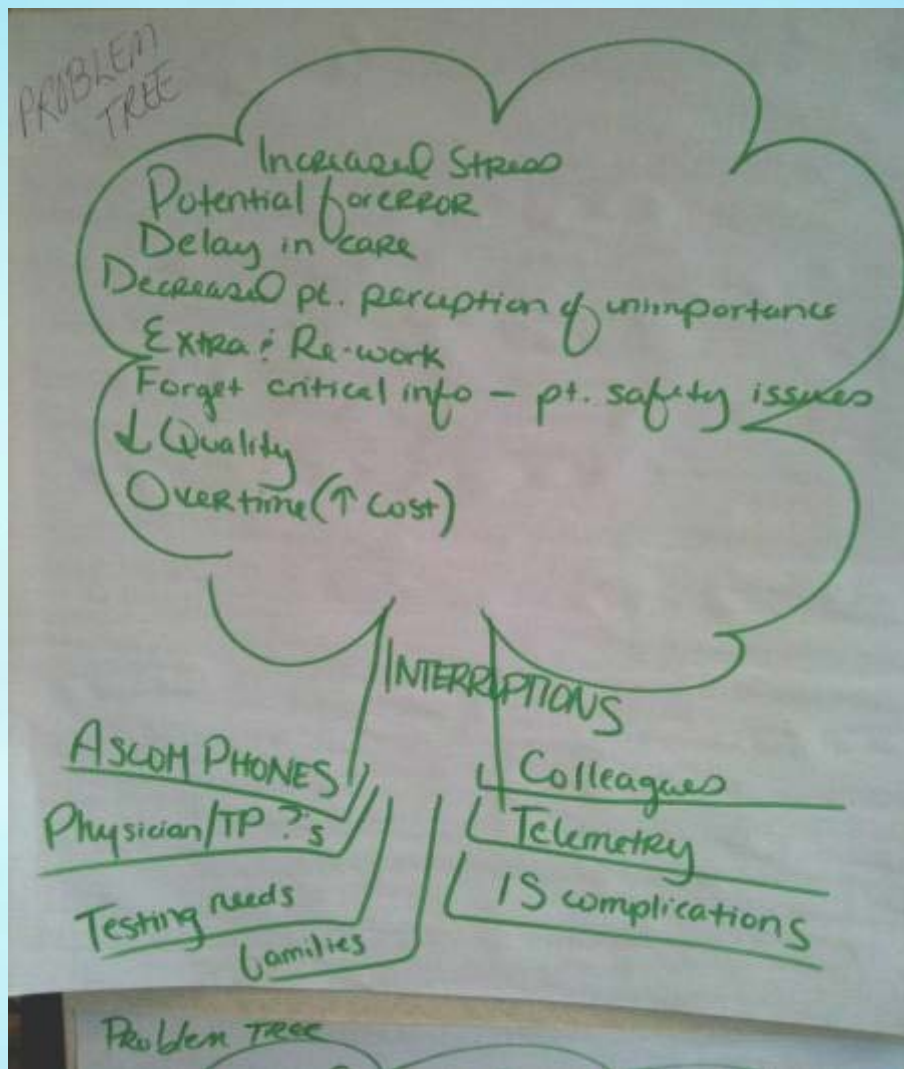 PROBLEM
TREE
Increased Stress
Potential for ERROR
Delay in CARE
Decreased pt. perception of unimportance
Extra & Re-work
Forget critical info - pt. safety issues
↓ Quality
Overtime (↑ Cost)
INTERRUPTIONS
ASCOM PHONES
Physician/TP ?'s
Testing needs
families
Colleagues
Telemetry
IS complications
Problem TREE